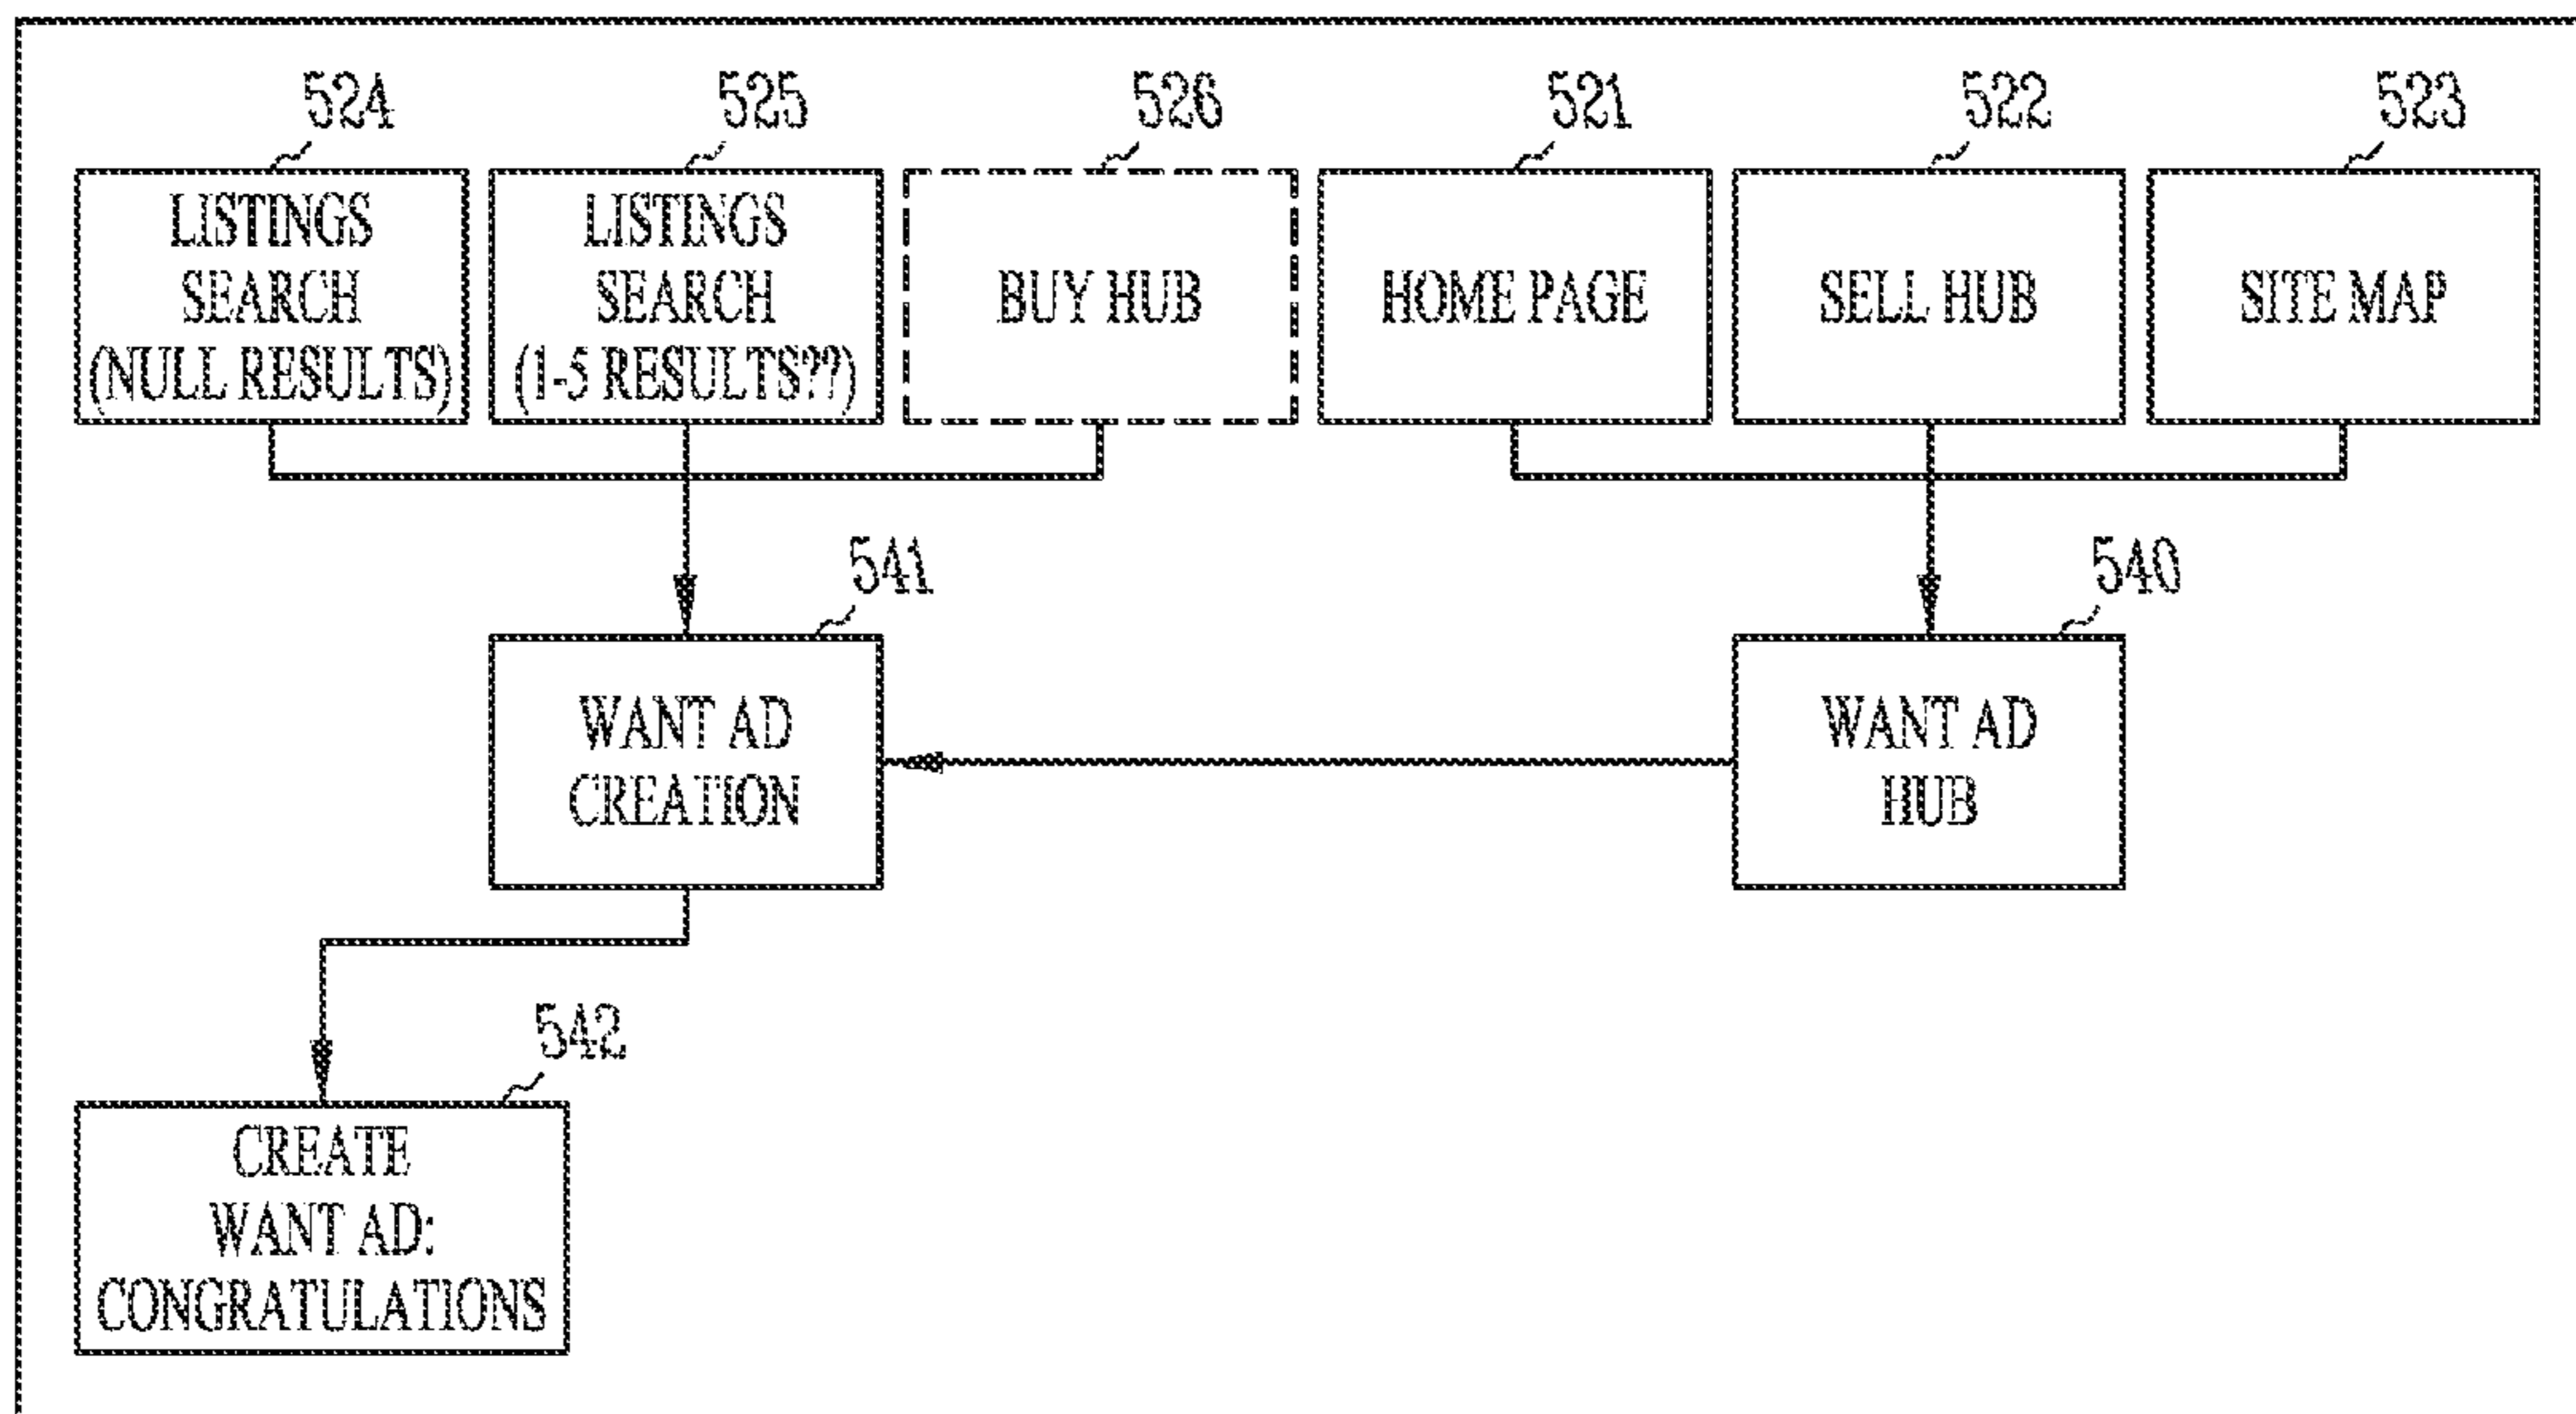 524
525
526
521
522
523
LISTINGS
SEARCH
(NULL RESULTS)
LISTINGS
SEARCH
(1-5 RESULTS??)
BUY HUB
HOME PAGE
SELL HUB
SITE MAP
541
540
WANT AD
CREATION
WANT AD
HUB
542
CREATE
WANT AD:
CONGRATULATIONS